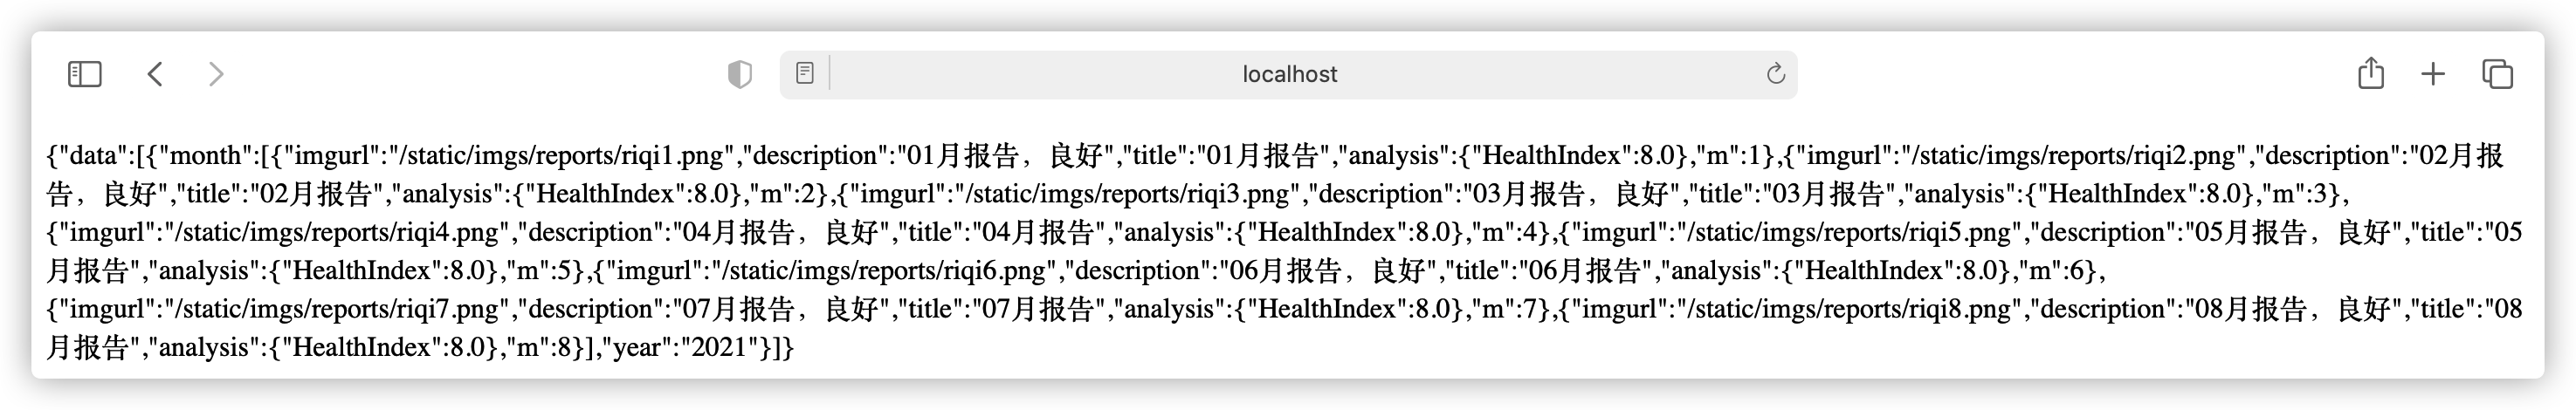 localhost
{"data":[{"month":[{"imgurl":"/static/imgs/reports/riqi1.png","description":"01月报告，良好","title":"01月报告","analysis":{"HealthIndex":8.0},"m":1},{"imgurl":"/static/imgs/reports/riqi2.png","description":"02月报
告，良好","title":"02月报告","analysis":{"HealthIndex":8.0},"m":2},{"imgurl":"/static/imgs/reports/riqi3.png","description":"03月报告，良好","title":"03月报告","analysis":{"HealthIndex":8.0},"m":3},
{"imgurl":"/static/imgs/reports/riqi4.png","description":"04月报告，良好","title":"04月报告","analysis":{"HealthIndex":8.0},"m":4},{"imgurl":"/static/imgs/reports/riqi5.png","description":"05月报告，良好","title":"05
月报告","analysis":{"HealthIndex":8.0},"m":5},{"imgurl":"/static/imgs/reports/riqi6.png","description":"06月报告，良好","title":"06月报告","analysis":{"HealthIndex":8.0},"m":6},
{"imgurl":"/static/imgs/reports/riqi7.png","description":"07月报告，良好","title":"07月报告","analysis":{"HealthIndex":8.0},"m":7},{"imgurl":"/static/imgs/reports/riqi8.png","description":"08月报告，良好","title":"08
月报告","analysis":{"HealthIndex":8.0},"m":8}],"year":"2021"}]}